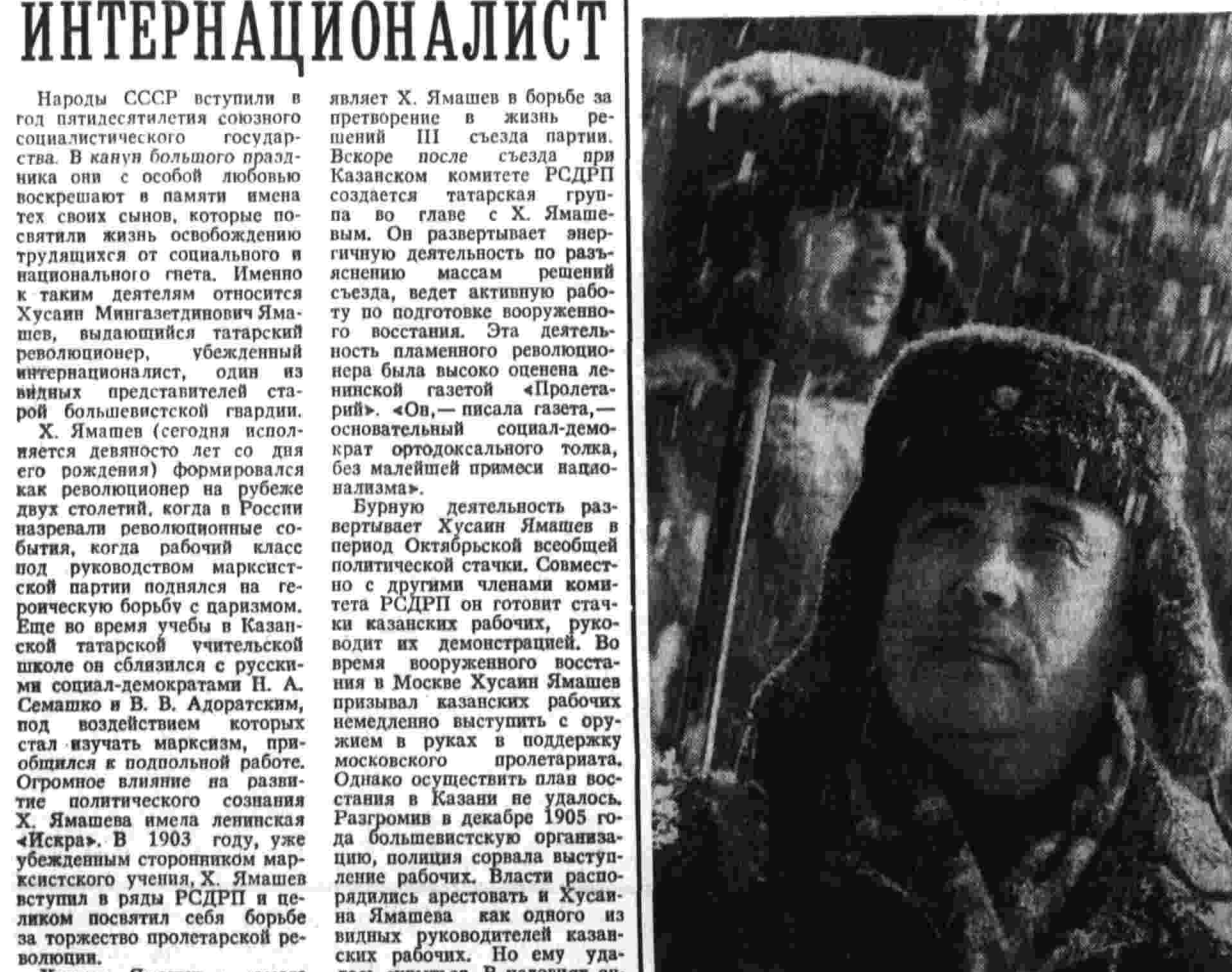 ИНТЕРНАЦИОНАЛИСТ
Народы СССР вступили в
год пятидесятилетия союзного
социалистического государ-
ства. В канун большого празд-
ника они с особой любовью
воскрешают в памяти имена
тех своих сынов, которые по-
святили жизнь освобождению
трудящихся от социального и
национального гнета. Именно
к таким деятелям относится
Хусаин Мингазетдинович Яма-
шев, выдающийся татарский
революционер, убежденный
интернационалист, один из
видных представителей ста-
рой большевистской гвардии.
Х. Ямашев (сегодня испол-
няется девяносто лет со дня
его рождения) формировался
как революционер на рубеже
двух столетий, когда в России
назревали революционные со-
бытия, когда рабочий класс
под руководством марксист-
ской партии поднялся на ге-
роическую борьбу с царизмом.
Еще во время учебы в Казан-
ской татарской учительской
школе он сблизился с русски-
ми социал-демократами Н. А.
Семашко и В. В. Адоратским,
под воздействием которых
стал изучать марксизм, при-
общился к подпольной работе.
Огромное влияние на разви-
тие политического сознания
Х. Ямашева имела ленинская
«Искра». В 1903 году, уже
убежденным сторонником мар-
ксистского учения, Х. Ямашев
вступил в ряды РСДРП и це-
ликом посвятил себя борьбе
за торжество пролетарской ре-
волюции.
являет Х. Ямашев в борьбе за
претворение в жизнь ре-
шений III съезда партии.
Вскоре после съезда при
Казанском комитете РСДРП
создается татарская груп-
па во главе с Х. Ямаше-
вым. Он развертывает энер-
гичную деятельность по разъ-
яснению массам решений
съезда, ведет активную рабо-
ту по подготовке вооруженно-
го восстания. Эта деятель-
ность пламенного революцио-
нера была высоко оценена ле-
нинской газетой «Пролета-
рий». «Он,— писала газета,—
основательный социал-демо-
крат ортодоксального толка,
без малейшей примеси нацио-
нализма».
Бурную деятельность раз-
вертывает Хусаин Ямашев в
период Октябрьской всеобщей
политической стачки. Совмест-
но с другими членами коми-
тета РСДРП он готовит стач-
ки казанских рабочих, руко-
водит их демонстрацией. Во
время вооруженного восста-
ния в Москве Хусаин Ямашев
призывал казанских рабочих
немедленно выступить с ору-
жием в руках в поддержку
московского пролетариата.
Однако осуществить план вос-
стания в Казани не удалось.
Разгромив в декабре 1905 го-
да большевистскую организа-
цию, полиция сорвала выступ-
ление рабочих. Власти распо-
рядились арестовать и Хусаи-
на Ямашева как одного из
видных руководителей казан-
ских рабочих. Но ему уда-